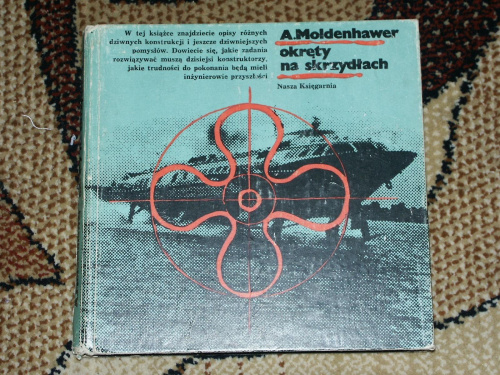 W tej książce znajdziecie opisy różnych
dziwnych konstrukcji i jeszcze dziwniejszych
pomysłów. Dowiecie się, jakie zadania
rozwiązywać muszą dzisiejsi konstruktorzy,
jakie trudności do pokonania będą mieli
inżynierowie przyszłości
A.Moldenhawer
okręty
na skrzydłach
Nasza Księgarnia